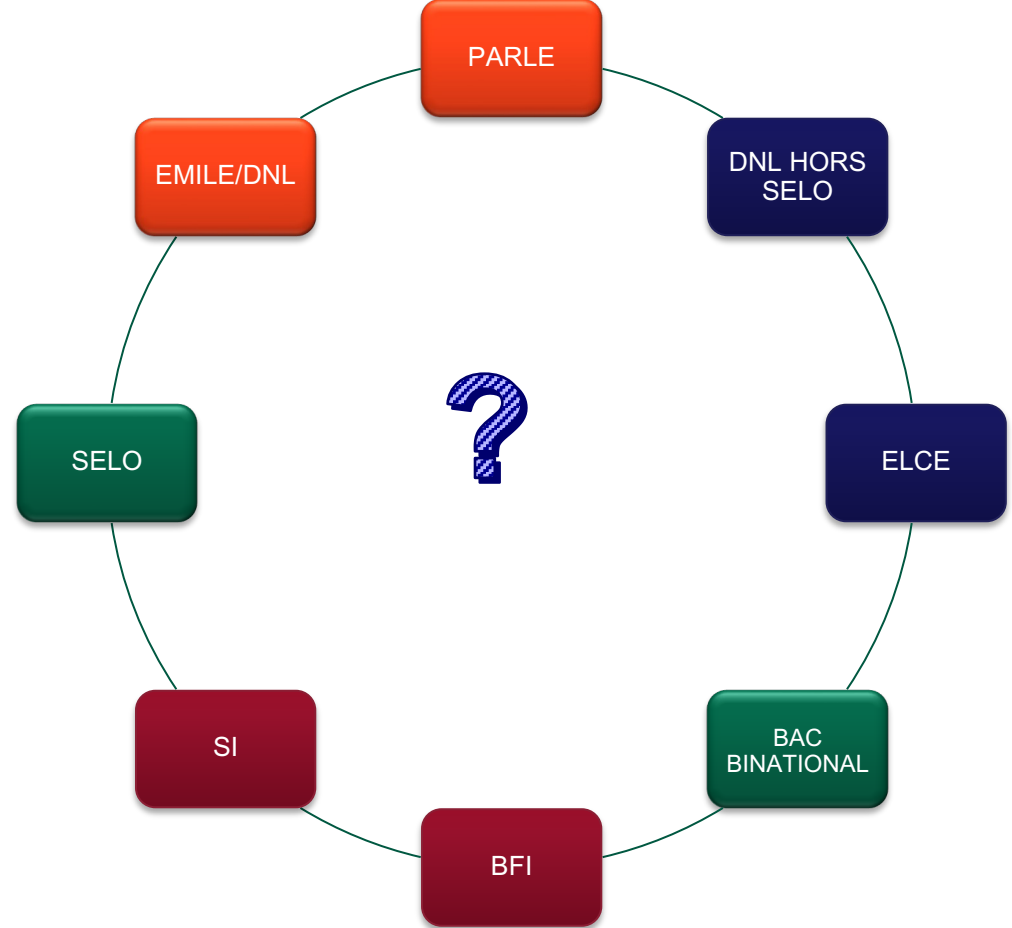 PARLE
DNL HORS
SELO
ELCE
BAC
BINATIONAL
BFI
SI
SELO
EMILE/DNL
?